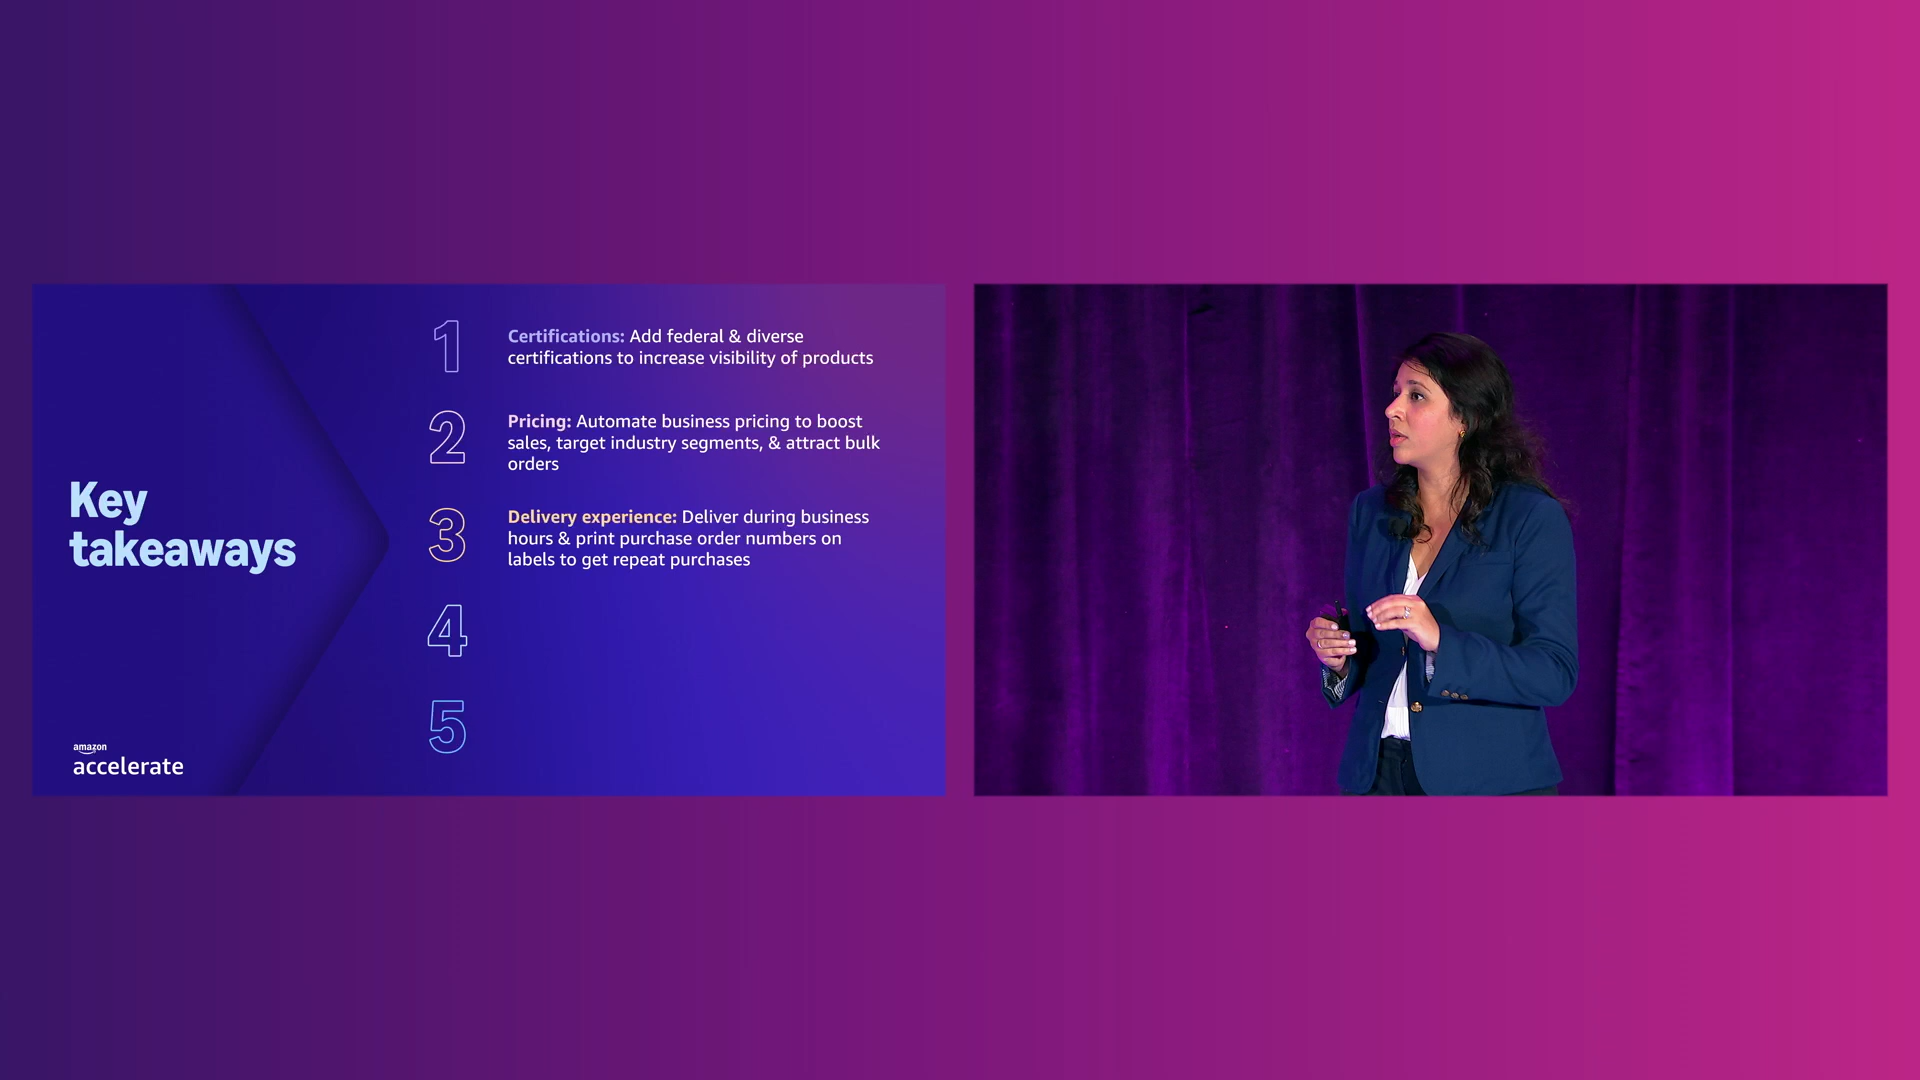 Key
takeaways
amazon
accelerate
1
Certifications: Add federal & diverse
certifications to increase visibility of products
2
Pricing: Automate business pricing to boost
sales, target industry segments, & attract bulk
orders
3
Delivery experience: Deliver during business
hours & print purchase order numbers on
labels to get repeat purchases
4
5